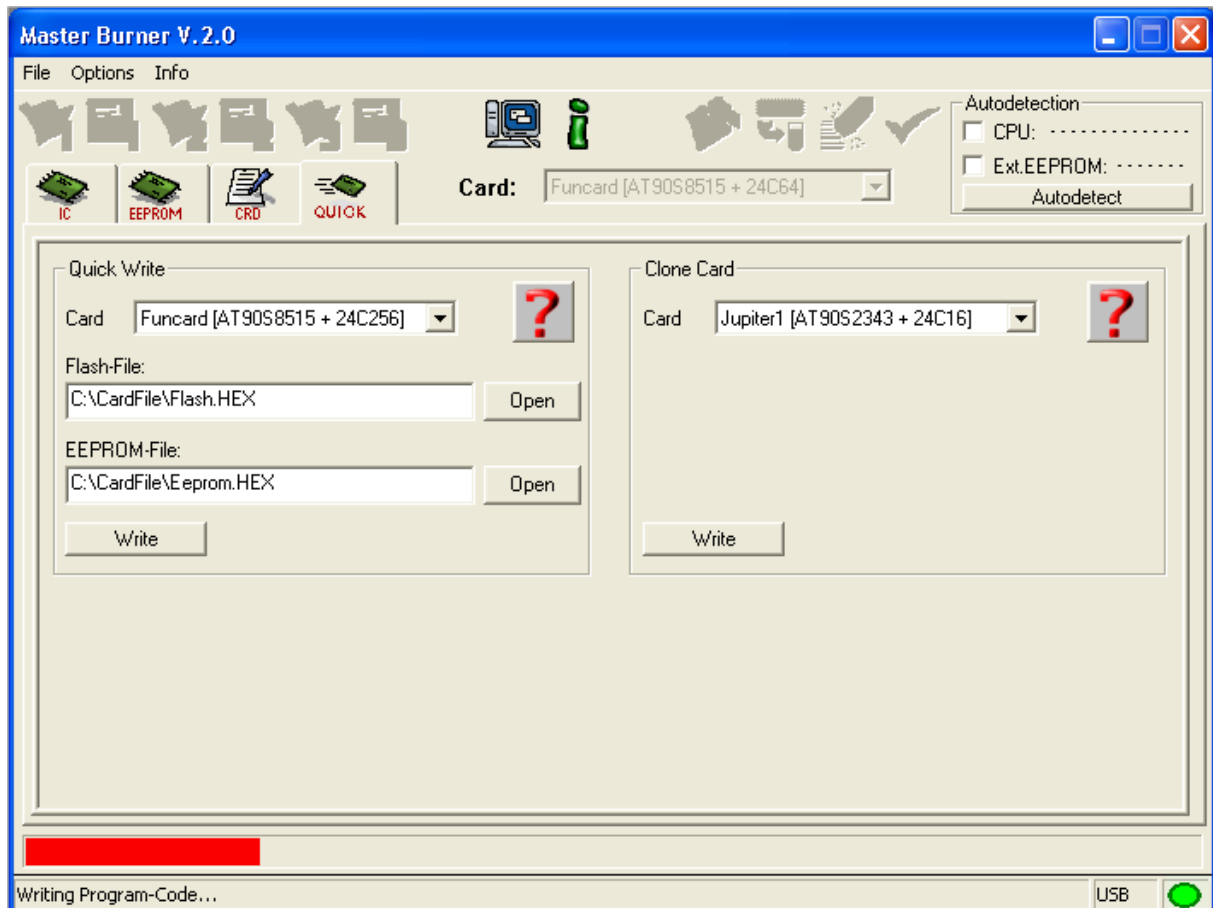 Master Burner V.2.0
File Options Info
Autodetection
CPU: - - - - - - - - - - - - - -
Ext.EEPROM: - - - - - - -
Autodetect
IC
EEPROM
CRD
QUICK
Card: Funcard [AT90S8515 + 24C64]
Quick Write
Card Funcard [AT90S8515 + 24C256]
?
Flash-File:
C:\CardFile\Flash.HEX Open
EEPROM-File:
C:\CardFile\Eeprom.HEX Open
Write
Clone Card
Card Jupiter1 [AT90S2343 + 24C16]
?
Write
Writing Program-Code...
USB